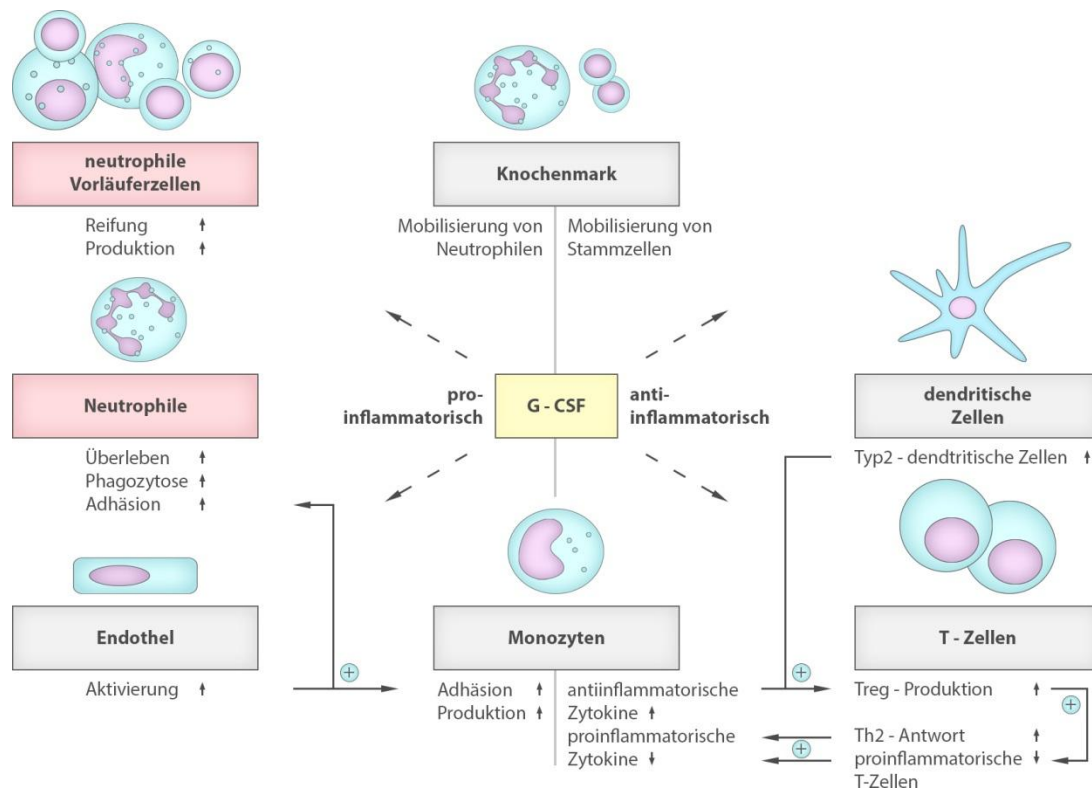 neutrophile
Vorläuferzellen
Reifung
Produktion
Knochenmark
Mobilisierung von
Neutrophilen
Mobilisierung von
Stammzellen
Neutrophile
Überleben
Phagozytose
Adhäsion
pro-
inflammatorisch
G - CSF
anti-
inflammatorisch
dendritische
Zellen
Typ2 - dendtritische Zellen
Endothel
Aktivierung
+
Monozyten
Adhäsion
Produktion
antiinflammatorische
Zytokine
proinflammatorische
Zytokine
+
+
T - Zellen
Treg - Produktion
+
Th2 - Antwort
proinflammatorische
T-Zellen